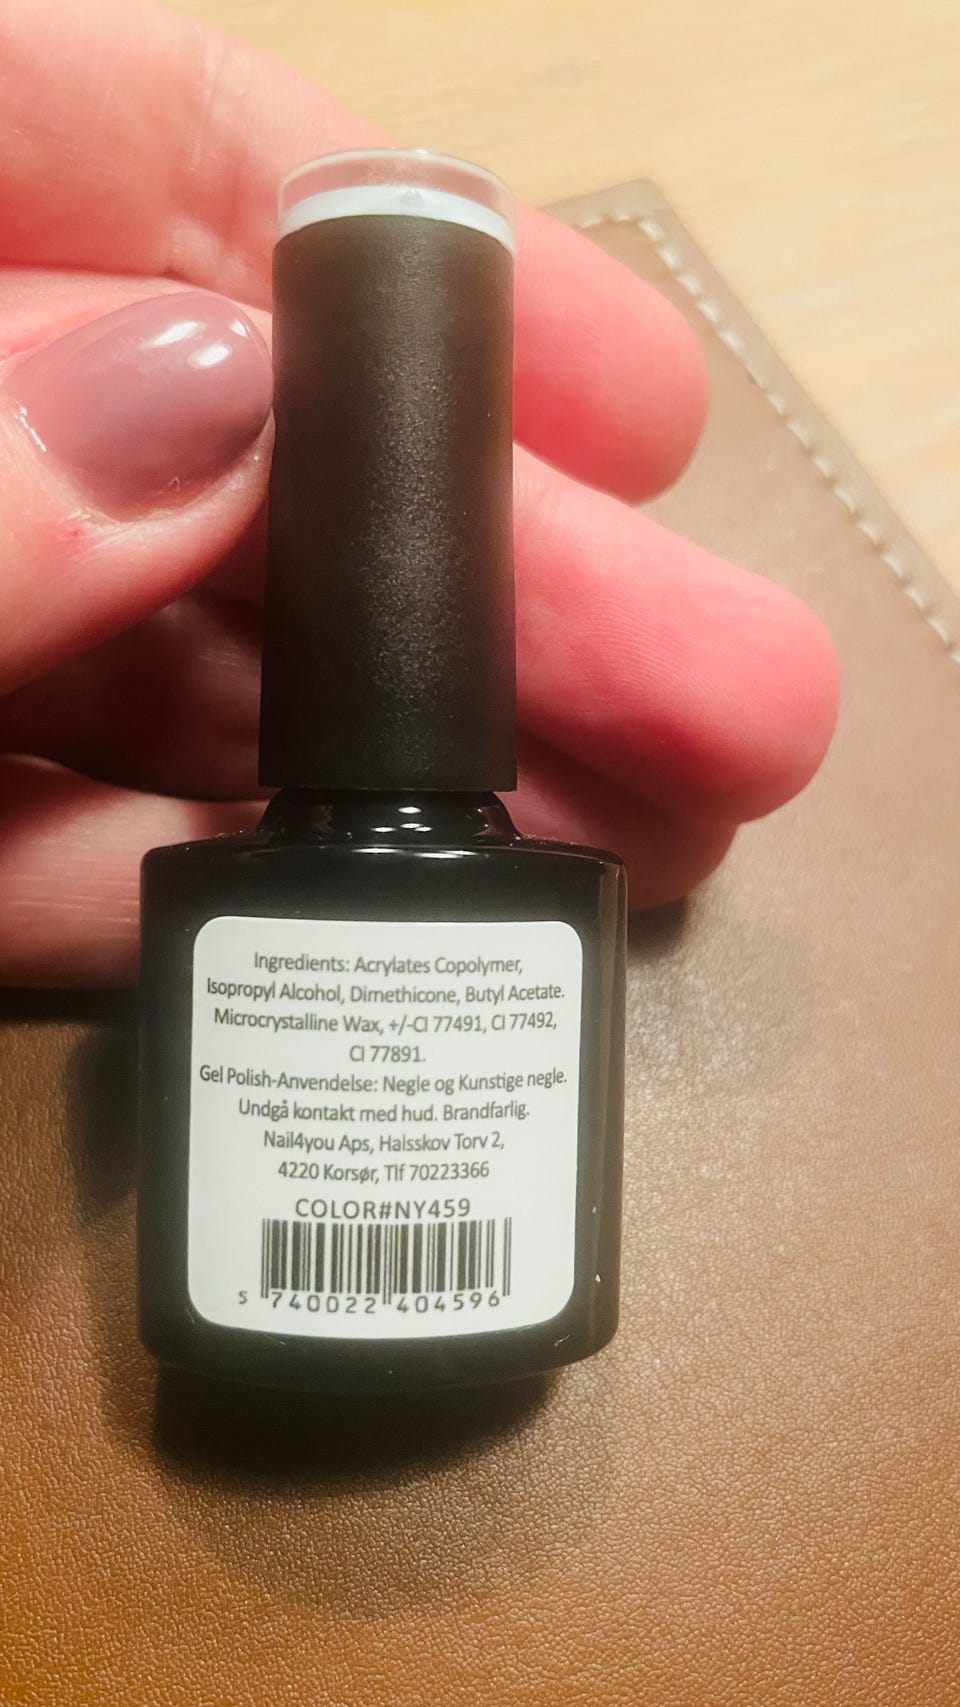 Ingredients: Acrylates Copolymer,
Isopropyl Alcohol, Dimethicone, Butyl Acetate.
Microcrystalline Wax, +/-CI 77491, CI 77492,
CI 77891.
Gel Polish-Anvendelse: Negle og Kunstige negle.
Undgå kontakt med hud. Brandfarlig.
Nail4you Aps, Halsskov Torv 2,
4220 Korsør, Tlf 70223366
COLOR#NY459
5 740022 404596